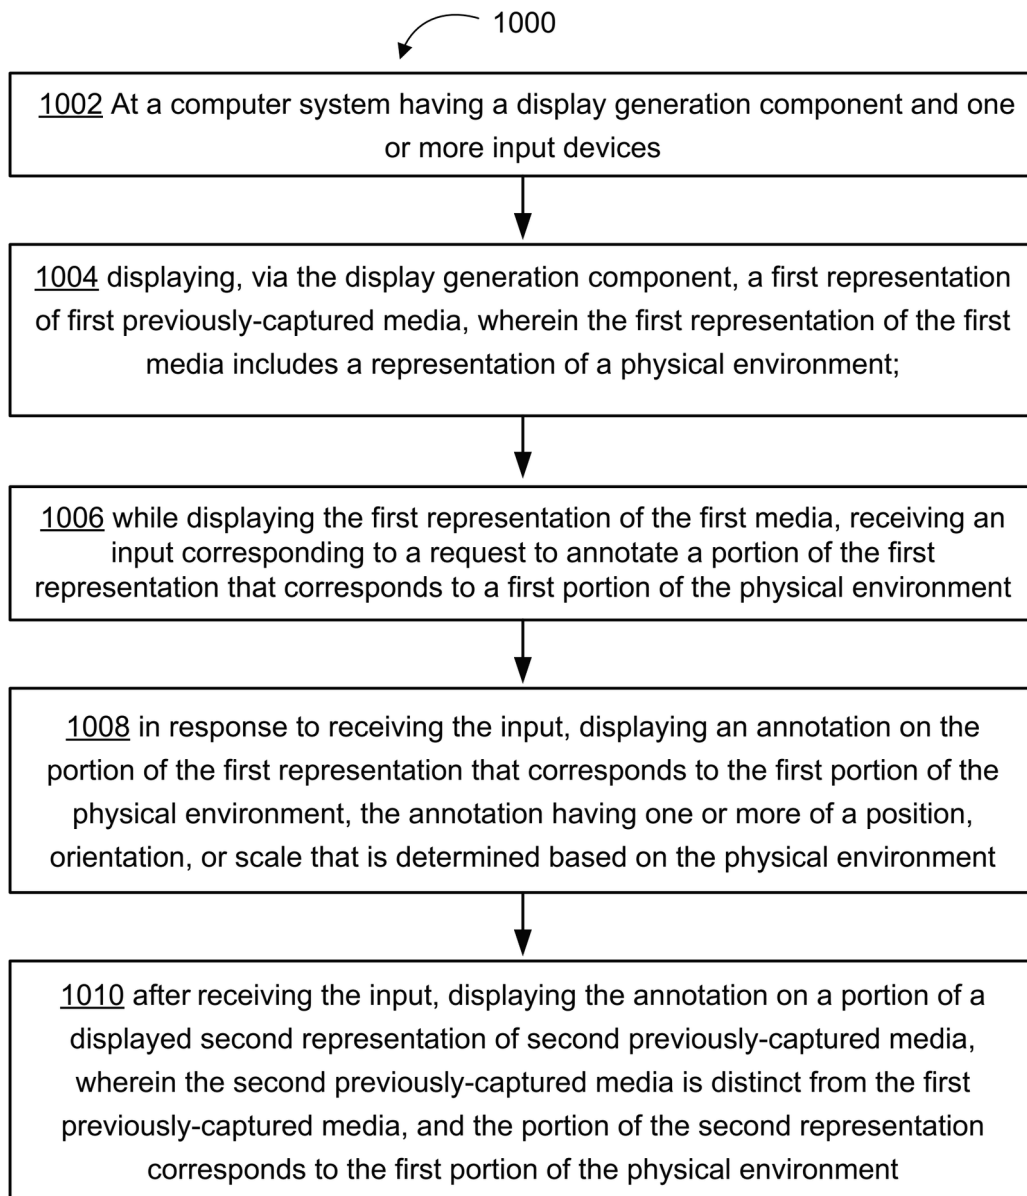 1000
1002 At a computer system having a display generation component and one
or more input devices
1004 displaying, via the display generation component, a first representation
of first previously-captured media, wherein the first representation of the first
media includes a representation of a physical environment;
1006 while displaying the first representation of the first media, receiving an
input corresponding to a request to annotate a portion of the first
representation that corresponds to a first portion of the physical environment
1008 in response to receiving the input, displaying an annotation on the
portion of the first representation that corresponds to the first portion of the
physical environment, the annotation having one or more of a position,
orientation, or scale that is determined based on the physical environment
1010 after receiving the input, displaying the annotation on a portion of a
displayed second representation of second previously-captured media,
wherein the second previously-captured media is distinct from the first
previously-captured media, and the portion of the second representation
corresponds to the first portion of the physical environment